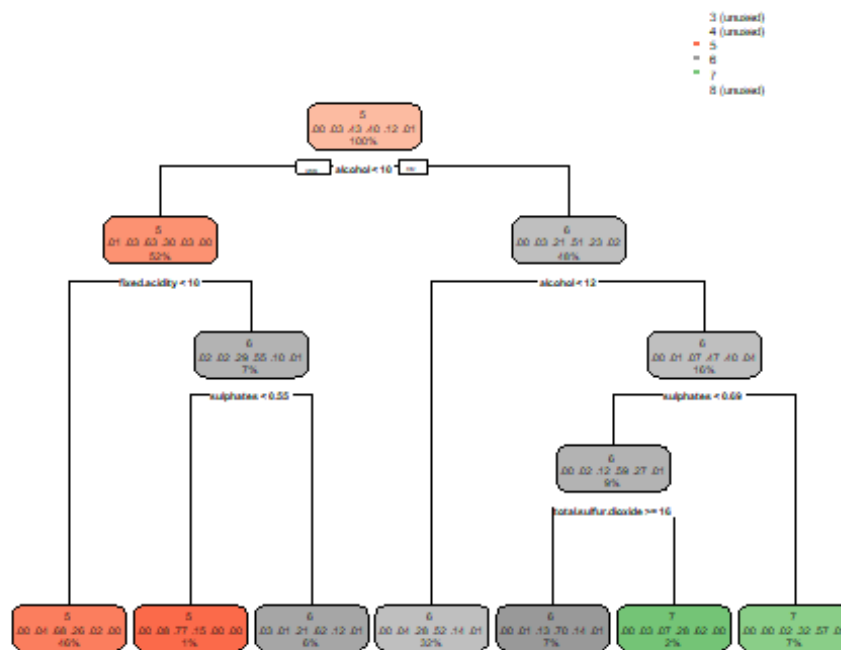 3 (unused)
4 (unused)
5
6
7
8 (unused)
5
.00 .03 .43 .40 .12 .01
100%
alcohol < 10
5
.01 .03 .63 .30 .03 .00
52%
6
.00 .03 .21 .51 .23 .02
48%
fixed.acidity < 10
alcohol < 12
6
.02 .02 .29 .55 .10 .01
7%
6
.00 .01 .07 .47 .40 .04
16%
sulphates < 0.55
sulphates < 0.69
6
.00 .02 .12 .59 .27 .01
9%
total.sulfur.dioxide >= 16
5
.00 .04 .68 .26 .02 .00
46%
5
.00 .08 .77 .15 .00 .00
1%
6
.03 .01 .21 .62 .12 .01
6%
6
.00 .04 .28 .52 .14 .01
32%
6
.00 .01 .13 .70 .14 .01
7%
7
.00 .03 .07 .28 .62 .00
2%
7
.00 .00 .02 .32 .57
7%